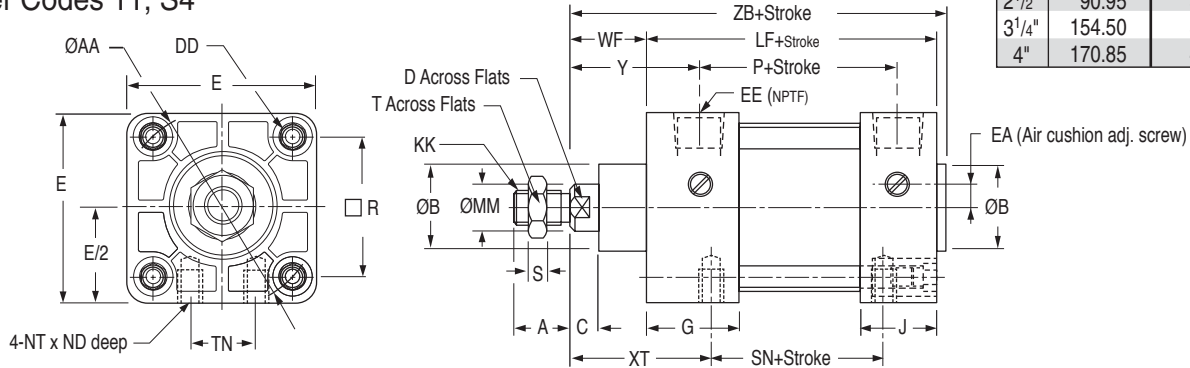 er Codes 11, S4
2 1/2 90.95
3 1/4" 154.50
4" 170.85
ZB+Stroke
WF
LF+Stroke
Y
P+Stroke
ØAA
DD
E
D Across Flats
T Across Flats
EE (NPTF)
EA (Air cushion adj. screw)
KK
E
R
ØB
ØMM
ØB
E/2
S
A
C
G
J
4-NT x ND deep
TN
XT
SN+Stroke